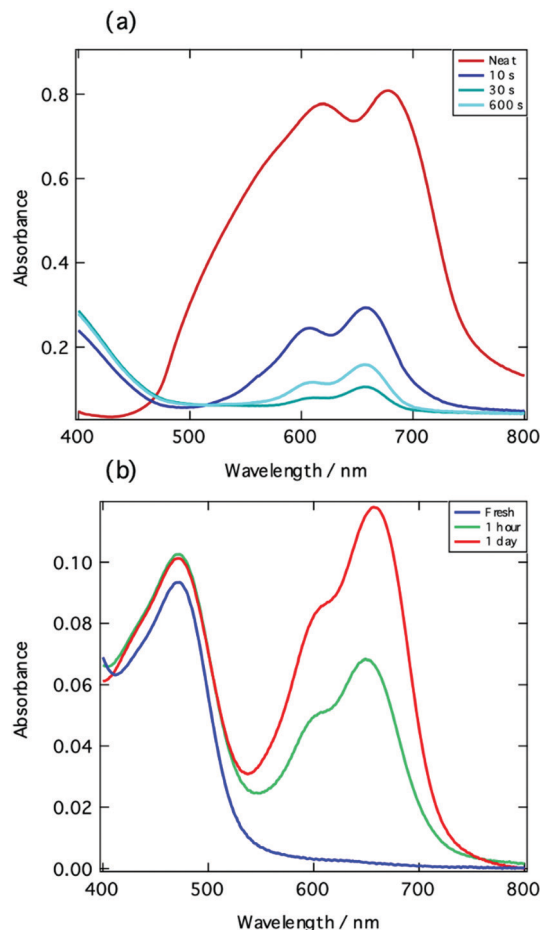 (a)
Neat
10 s
30 s
600 s
0.8
0.6
0.4
0.2
Absorbance
400 500 600 700 800
Wavelength / nm
(b)
Fresh
1 hour
1 day
0.10
0.08
0.06
0.04
0.02
0.00
Absorbance
400 500 600 700 800
Wavelength / nm